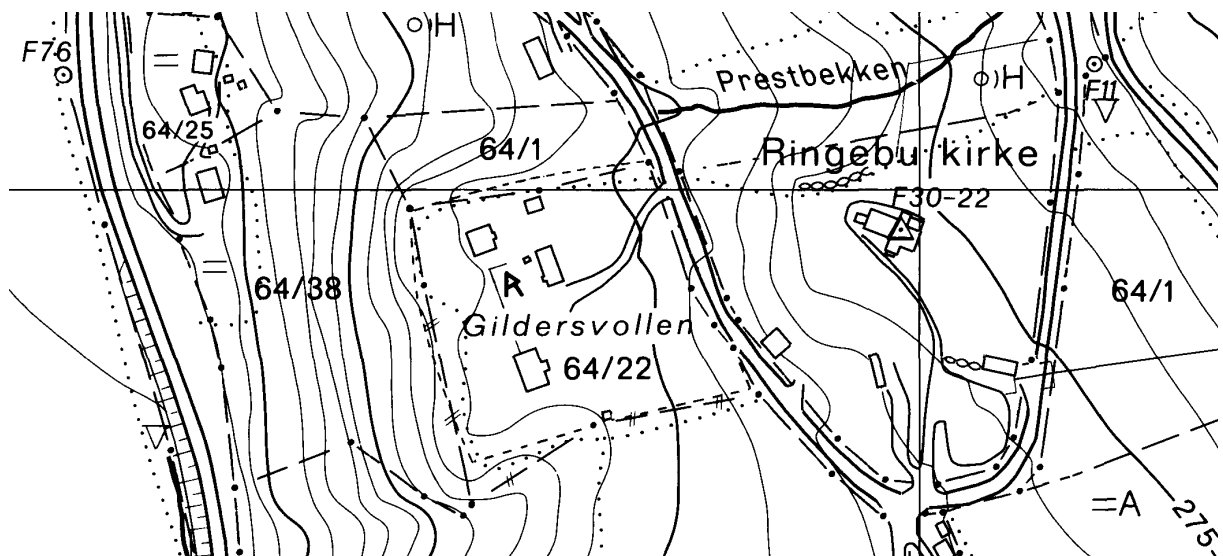 H
F76
Prestbekken
H
F11
64/25
64/1
Ringebu kirke
F30-22
64/38
64/1
R
Gildersvollen
64/22
A
275